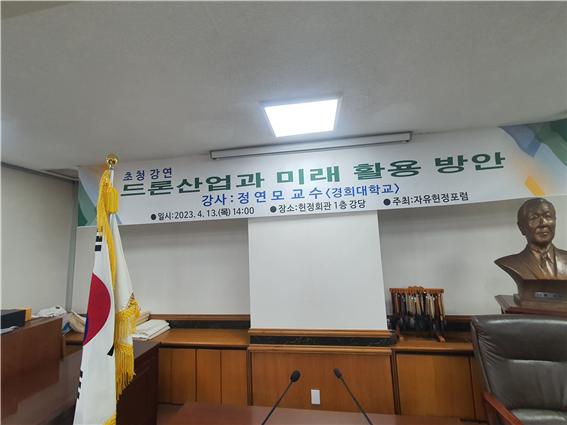 초청 강연
드론산업과 미래 활용 방안
강사 : 정연모 교수<경희대학교>
●일시:2023. 4. 13.(목) 14:00 ●장소:헌정회관 1층 강당 ●주최:자유헌정포럼